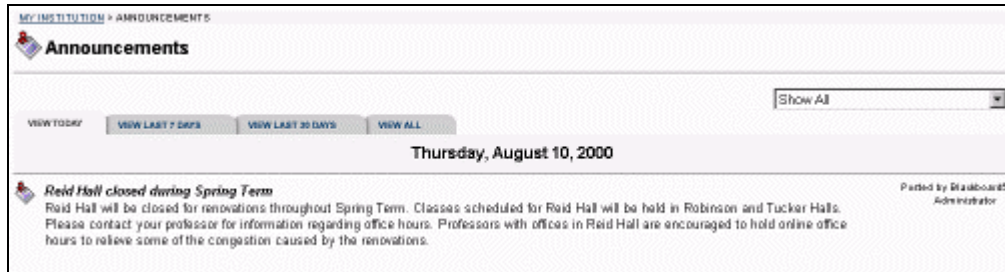 MY INSTITUTION > ANNOUNCEMENTS
Announcements
Show All
VIEW TODAY VIEW LAST 7 DAYS VIEW LAST 30 DAYS VIEW ALL
Thursday, August 10, 2000
Reid Hall closed during Spring Term
Posted by Blackboard5
Administrator
Reid Hall will be closed for renovations throughout Spring Term. Classes scheduled for Reid Hall will be held in Robinson and Tucker Halls.
Please contact your professor for information regarding office hours. Professors with offices in Reid Hall are encouraged to hold online office
hours to relieve some of the congestion caused by the renovations.